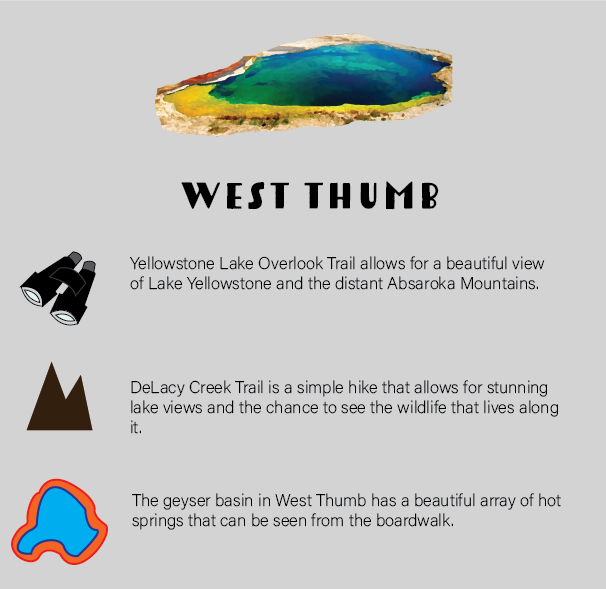 WEST THUMB
Yellowstone Lake Overlook Trail allows for a beautiful view
of Lake Yellowstone and the distant Absaroka Mountains.
DeLacy Creek Trail is a simple hike that allows for stunning
lake views and the chance to see the wildlife that lives along
it.
The geyser basin in West Thumb has a beautiful array of hot
springs that can be seen from the boardwalk.